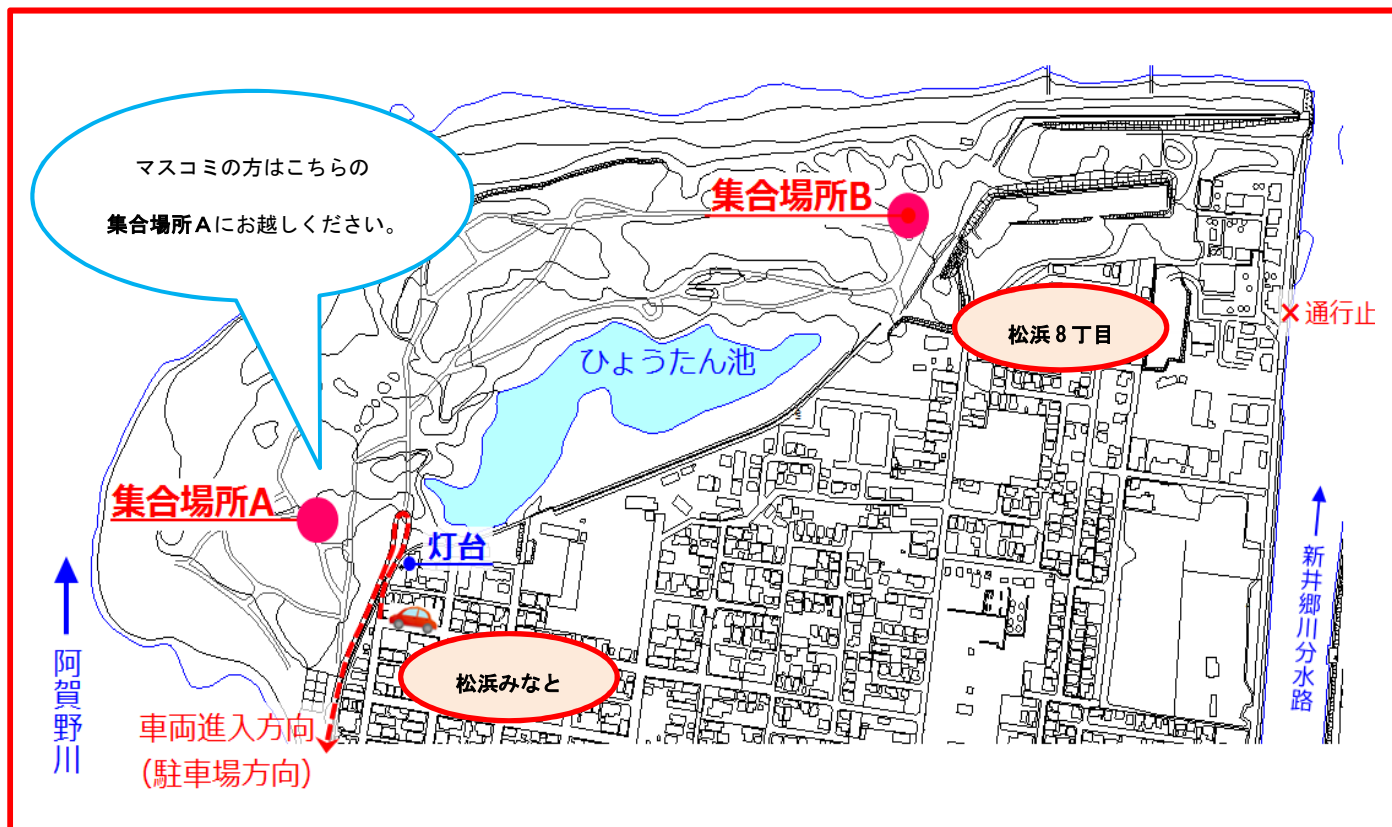 マスコミの方はこちらの
集合場所Aにお越しください。
集合場所B
松浜８丁目
×通行止
ひょうたん池
集合場所A
灯台
松浜みなと
阿賀野川
新井郷川分水路
車両進入方向
(駐車場方向)